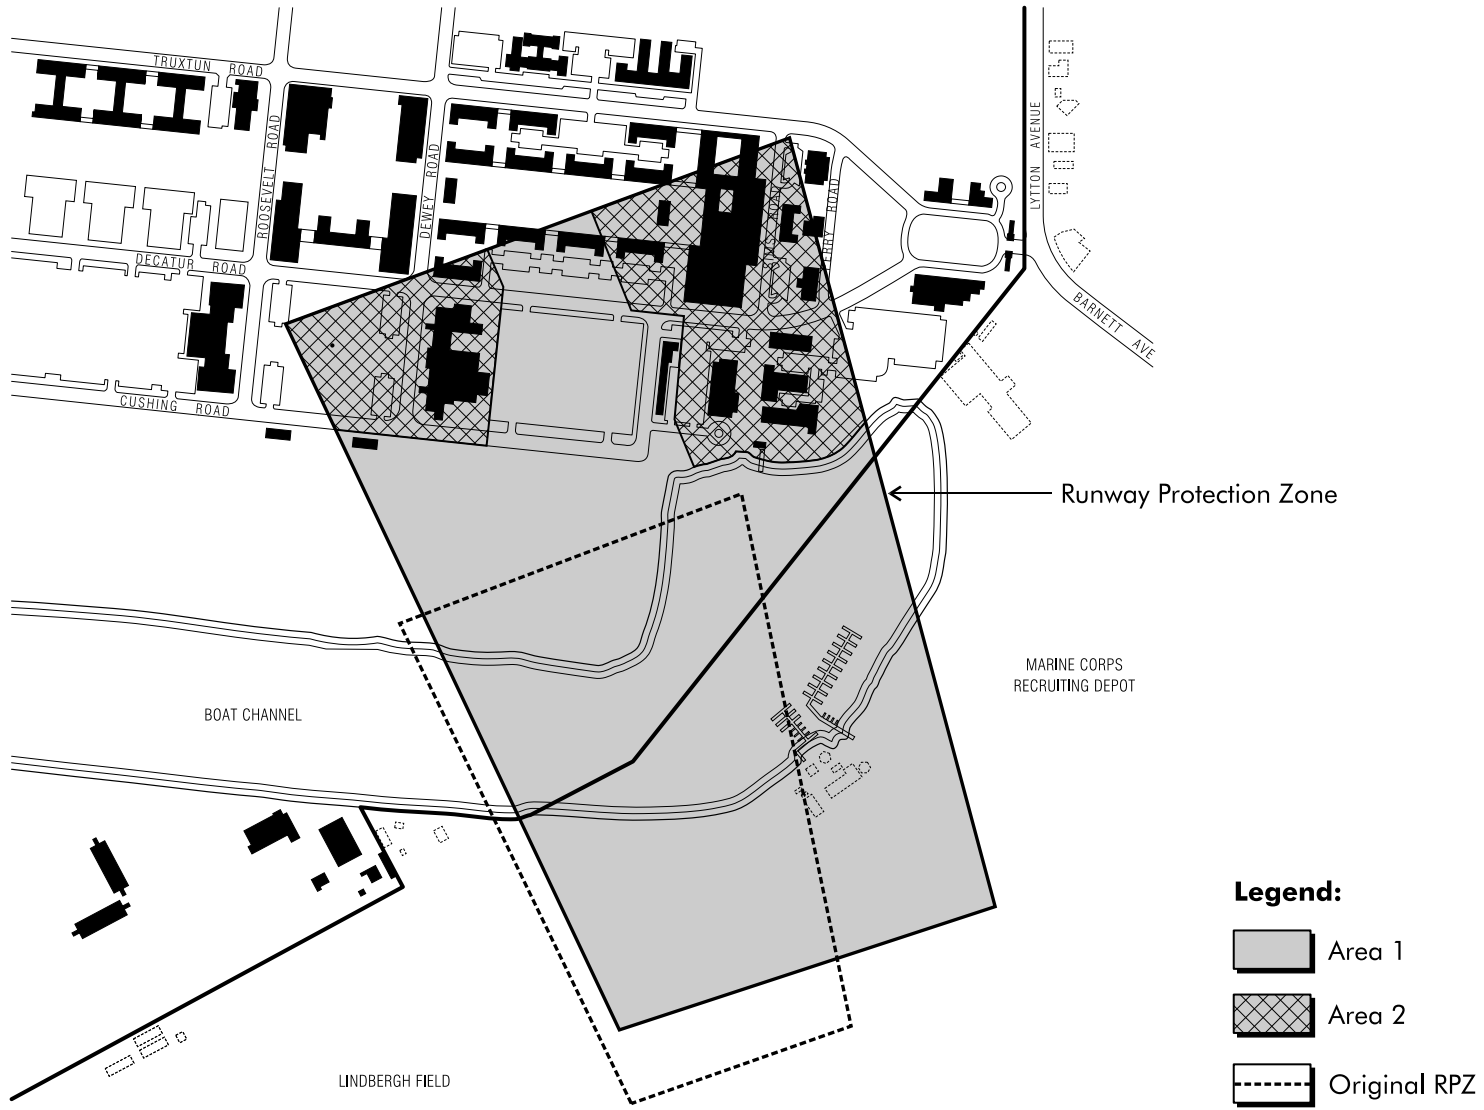 TRUXTUN ROAD
ROOSEVELT ROAD
DEWEY ROAD
LYTTON AVENUE
DECATUR ROAD
BARNETT AVE
CUSHING ROAD
Runway Protection Zone
MARINE CORPS
RECRUITING DEPOT
BOAT CHANNEL
LINDBERGH FIELD
Legend:
Area 1
Area 2
Original RPZ